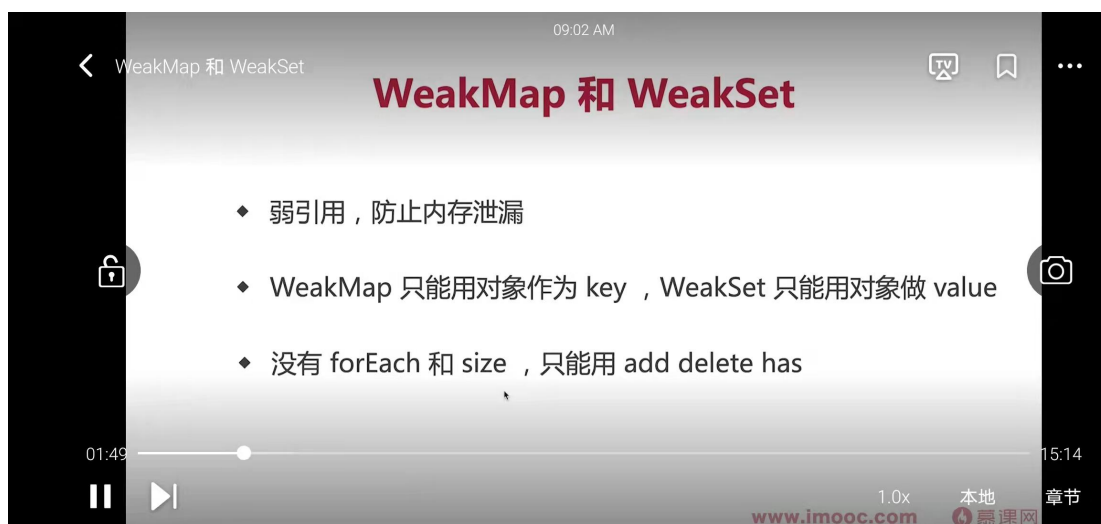 09:02 AM
WeakMap 和 WeakSet
WeakMap 和 WeakSet
弱引用，防止内存泄漏
WeakMap 只能用对象作为 key ，WeakSet 只能用对象做 value
没有 forEach 和 size ，只能用 add delete has
01:49
15:14
1.0x
本地
章节
www.imooc.com
慕课网